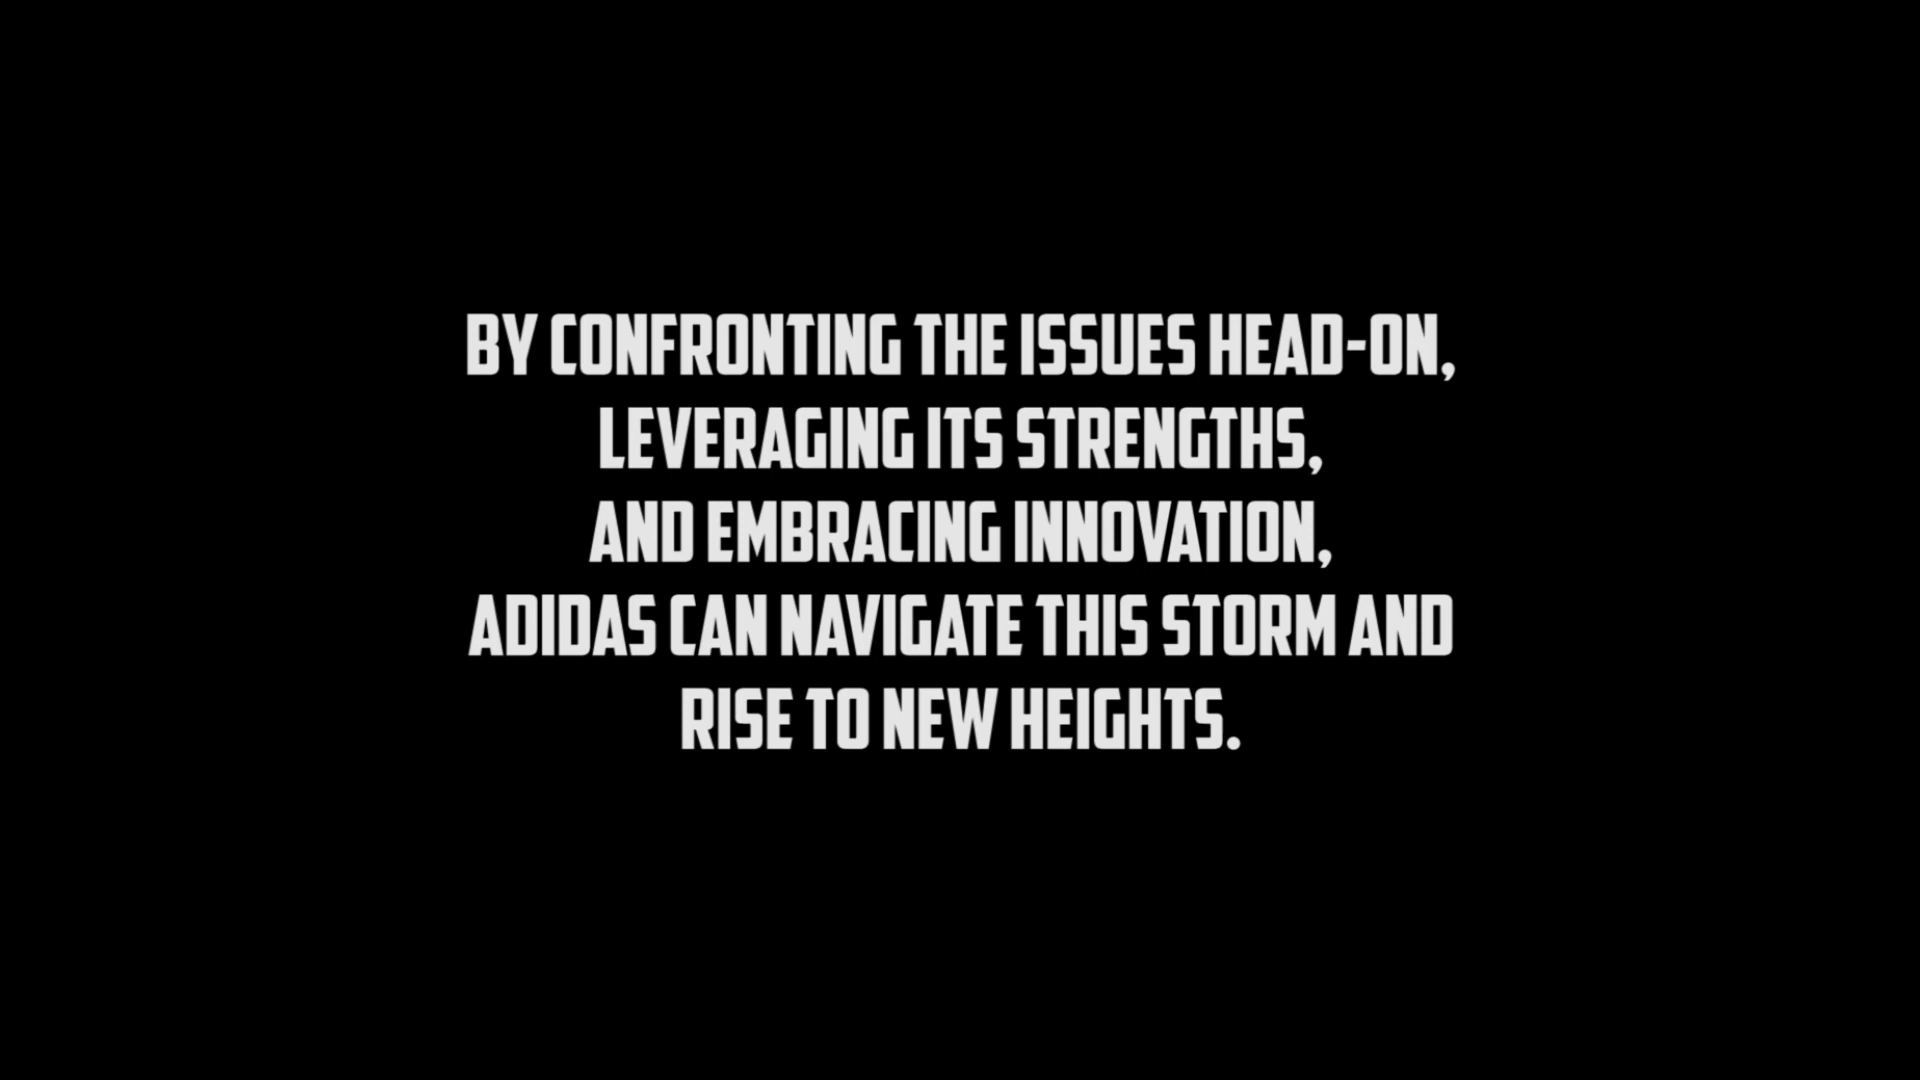 BY CONFRONTING THE ISSUES HEAD-ON,
LEVERAGING ITS STRENGTHS,
AND EMBRACING INNOVATION,
ADIDAS CAN NAVIGATE THIS STORM AND
RISE TO NEW HEIGHTS.